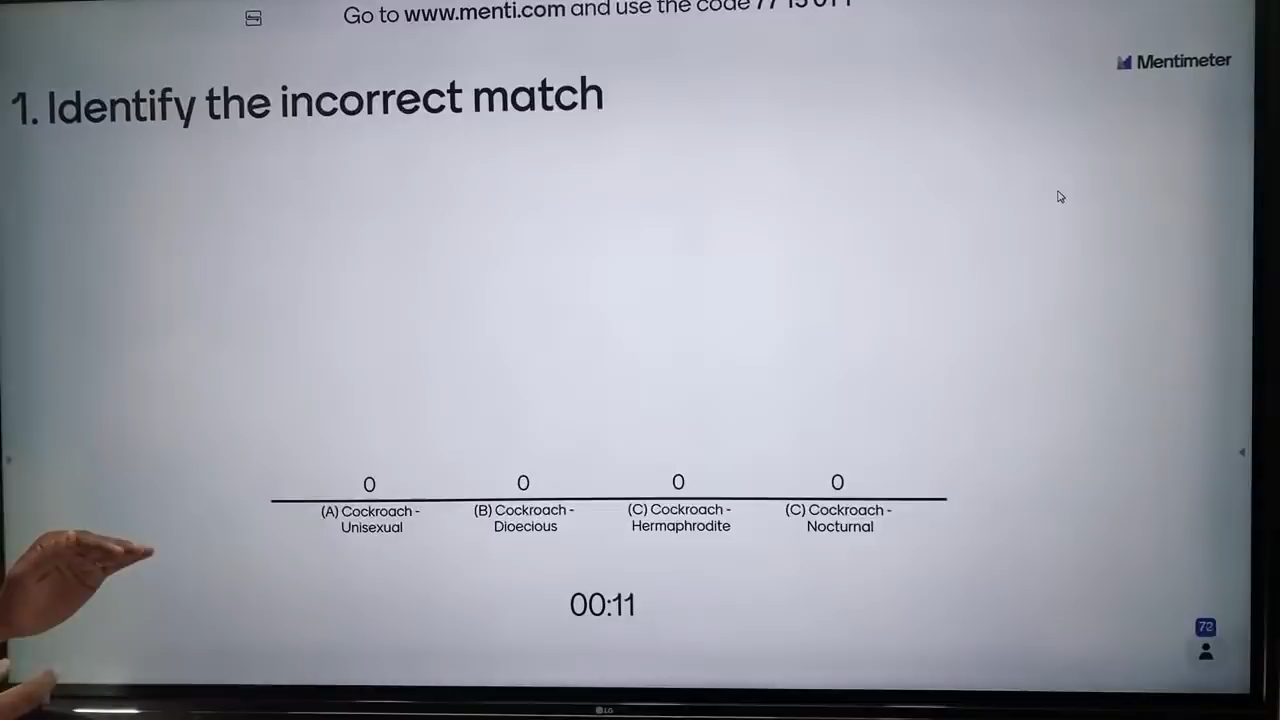 Go to www.menti.com and use the code
Mentimeter
1. Identify the incorrect match
0 0 0 0
(A) Cockroach - Unisexual
(B) Cockroach - Dioecious
(C) Cockroach - Hermaphrodite
(C) Cockroach - Nocturnal
00:11
72
LG